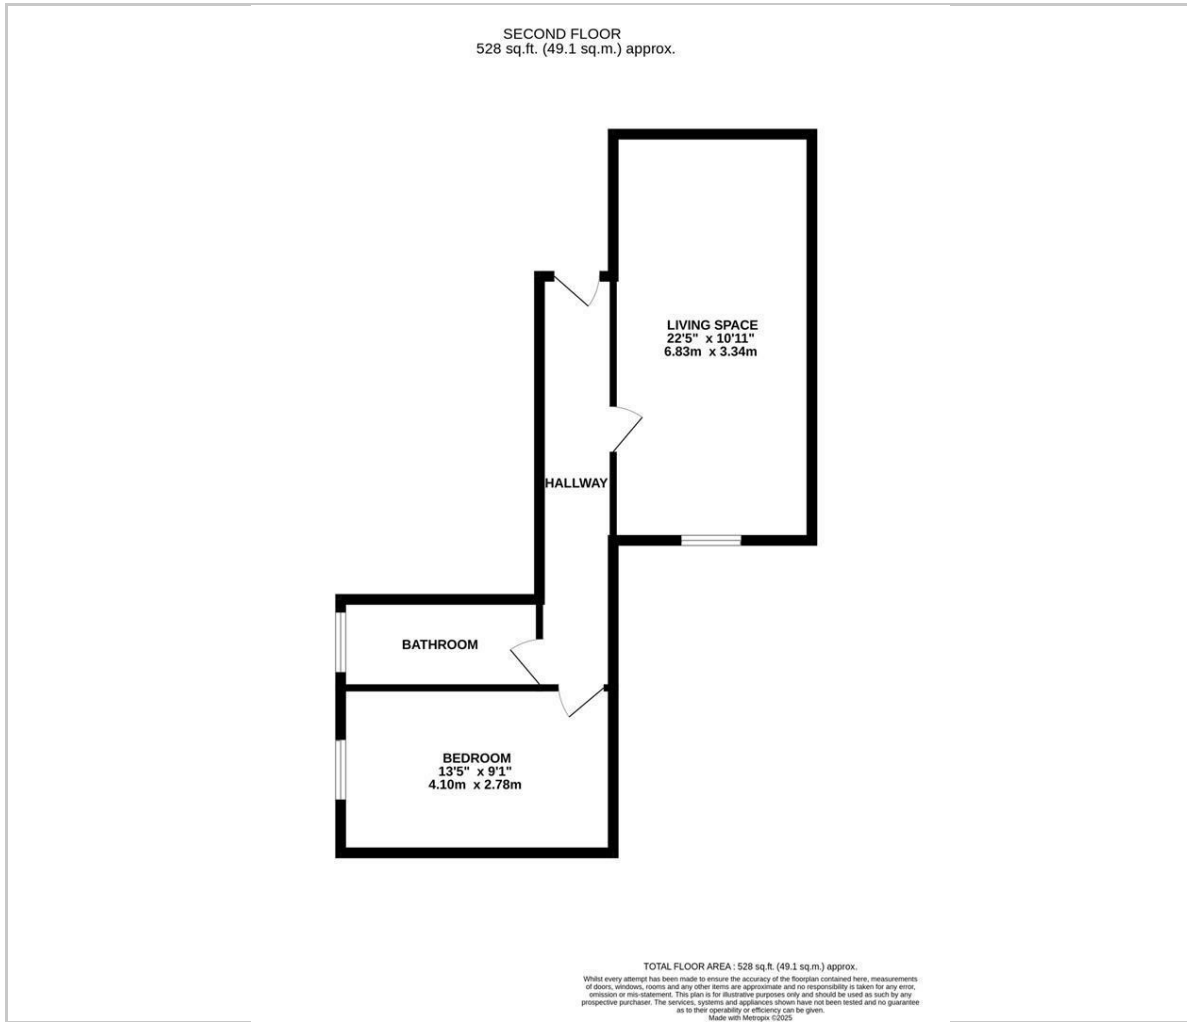 SECOND FLOOR
528 sq.ft. (49.1 sq.m.) approx.
LIVING SPACE
22'5" x 10'11"
6.83m x 3.34m
HALLWAY
BATHROOM
BEDROOM
13'5" x 9'1"
4.10m x 2.78m
TOTAL FLOOR AREA : 528 sq.ft. (49.1 sq.m.) approx.
Whilst every attempt has been made to ensure the accuracy of the floorplan contained here, measurements
of doors, windows, rooms and any other items are approximate and no responsibility is taken for any error,
omission or mis-statement. This plan is for illustrative purposes only and should be used as such by any
prospective purchaser. The services, systems and appliances shown have not been tested and no guarantee
as to their operability or efficiency can be given.
Made with Metropix ©2025